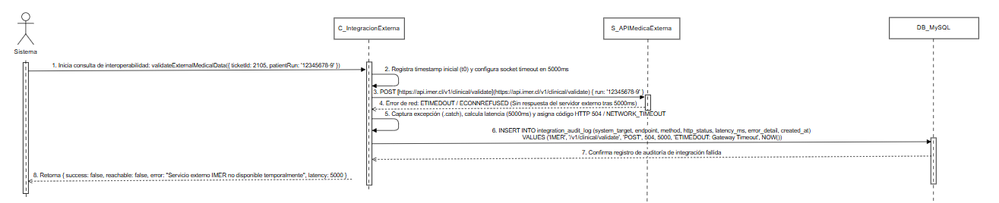 C_IntegracionExterna
S_APIMedicaExterna
DB_MySQL
Sistema
1. Inicia consulta de interoperabilidad: validateExternalMedicalData({ ticketId: 2105, patientRun: '12345678-9' })
2. Registra timestamp inicial (t0) y configura socket timeout en 5000ms
3. POST [https://api.imer.cl/v1/clinical/validate](https://api.imer.cl/v1/clinical/validate) { run: '12345678-9' }
4. Error de red: ETIMEDOUT / ECONNREFUSED (Sin respuesta del servidor externo tras 5000ms)
5. Captura excepción (.catch), calcula latencia (5000ms) y asigna código HTTP 504 / NETWORK_TIMEOUT
6. INSERT INTO integration_audit_log (system_target, endpoint, method, http_status, latency_ms, error_detail, created_at)
VALUES ('IMER', '/v1/clinical/validate', 'POST', 504, 5000, 'ETIMEDOUT: Gateway Timeout', NOW())
7. Confirma registro de auditoría de integración fallida
8. Retorna { success: false, reachable: false, error: "Servicio externo IMER no disponible temporalmente", latency: 5000 }